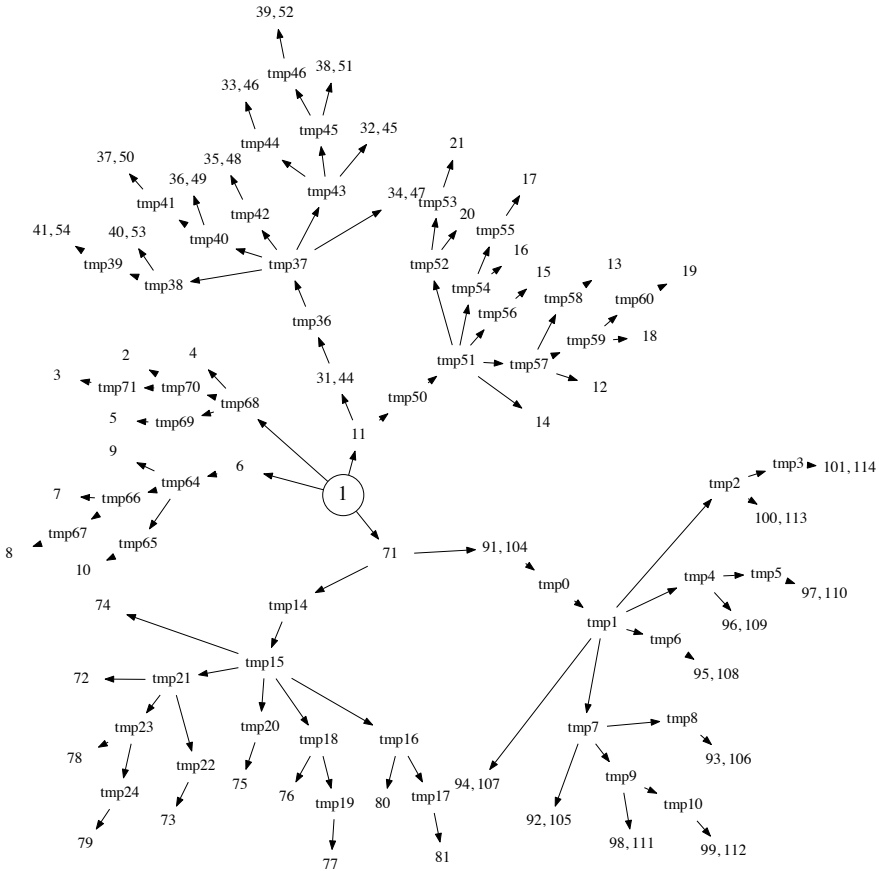 39, 52
tmp46
38, 51
33, 46
tmp45
32, 45
tmp44
21
37, 50
35, 48
36, 49
tmp43
17
34, 47
tmp53
tmp41
tmp42
20
tmp55
41, 54
40, 53
tmp40
16
tmp39
tmp37
tmp52
15
13
19
tmp38
tmp54
tmp58
tmp60
tmp36
tmp56
18
tmp59
2
4
tmp51
tmp57
3
tmp71
tmp70
31, 44
12
tmp68
tmp50
5
tmp69
14
11
9
6
tmp3
101, 114
tmp64
tmp2
7
tmp66
1
100, 113
tmp67
tmp65
8
71
91, 104
10
tmp0
tmp4
tmp5
97, 110
74
tmp14
tmp1
96, 109
tmp6
tmp15
95, 108
72
tmp21
tmp23
tmp20
tmp18
tmp16
tmp7
tmp8
78
tmp22
75
94, 107
93, 106
tmp9
tmp24
76
tmp19
80
tmp17
tmp10
73
92, 105
79
98, 111
99, 112
77
81